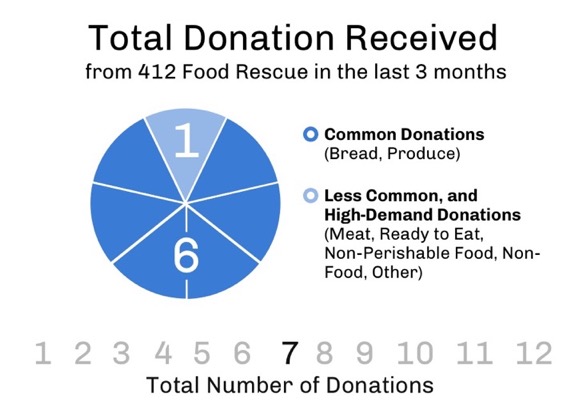 Total Donation Received
from 412 Food Rescue in the last 3 months
1
6
Common Donations
(Bread, Produce)
Less Common, and
High-Demand Donations
(Meat, Ready to Eat,
Non-Perishable Food, Non-
Food, Other)
1 2 3 4 5 6 7 8 9 10 11 12
Total Number of Donations